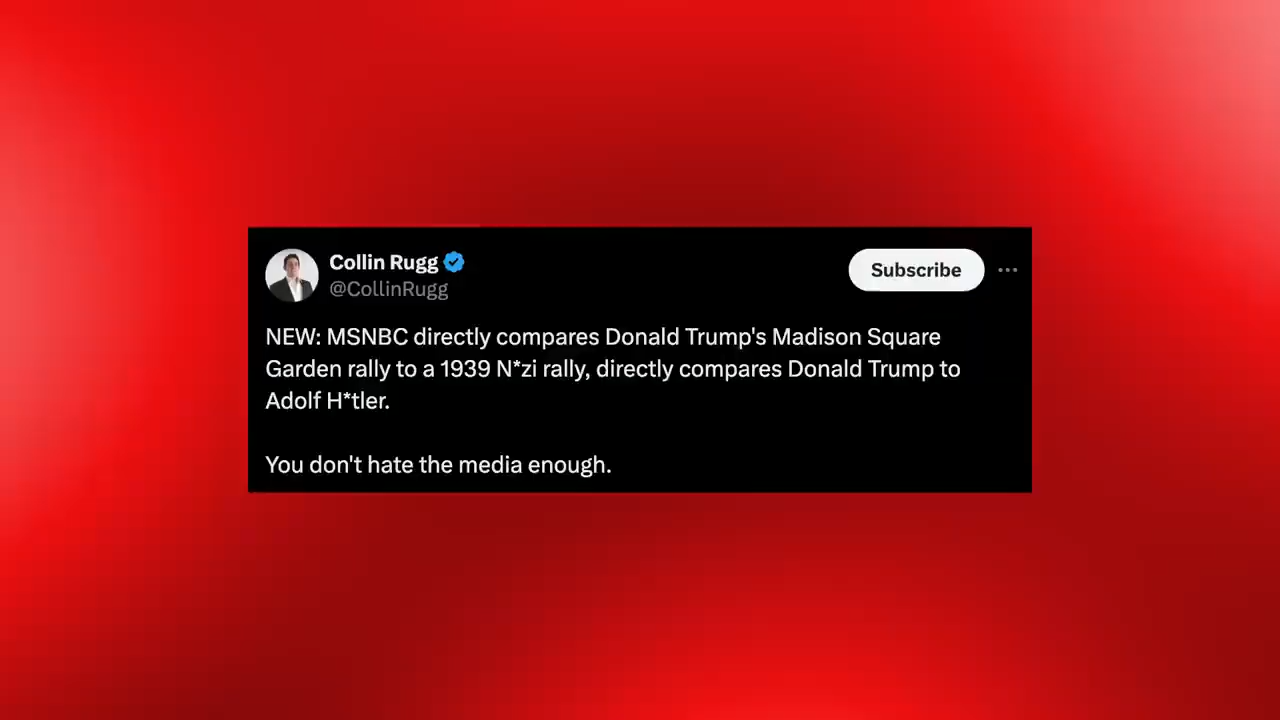 Collin Rugg
@CollinRugg
Subscribe
NEW: MSNBC directly compares Donald Trump's Madison Square
Garden rally to a 1939 N*zi rally, directly compares Donald Trump to
Adolf H*tler.
You don't hate the media enough.